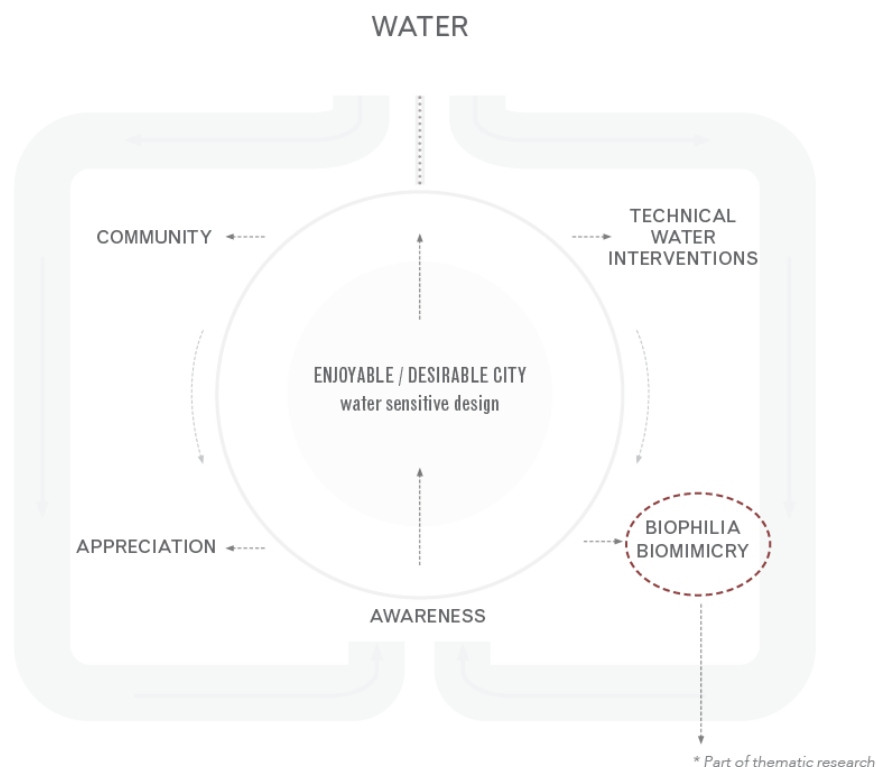 WATER
COMMUNITY
TECHNICAL
WATER
INTERVENTIONS
ENJOYABLE / DESIRABLE CITY
water sensitive design
APPRECIATION
BIOPHILIA
BIOMIMICRY
AWARENESS
* Part of thematic research